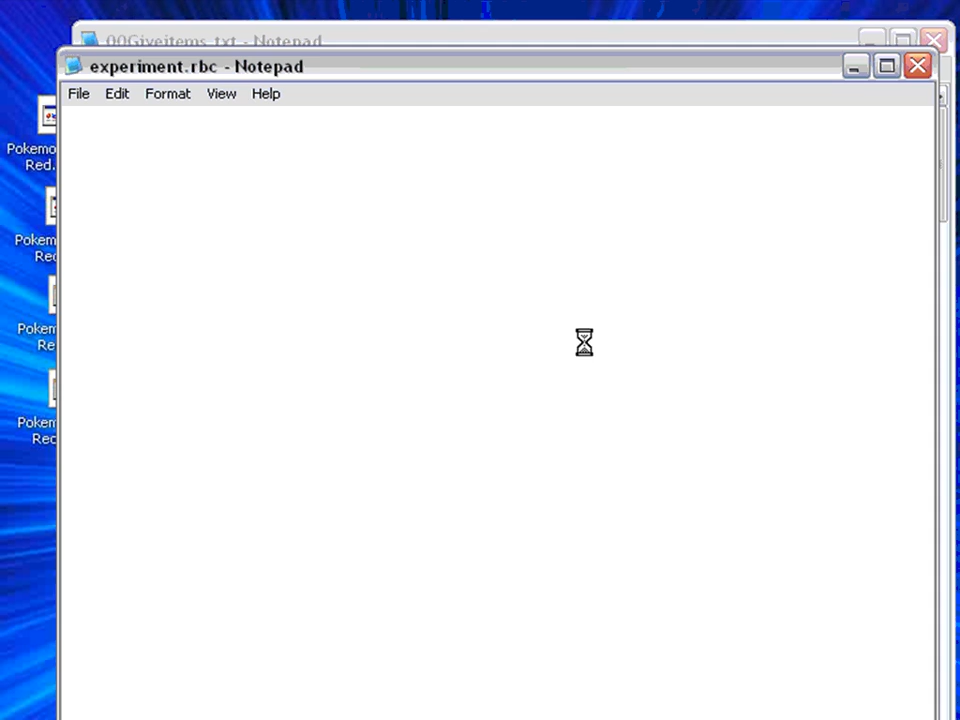 00Giveitems.txt - Notepad
experiment.rbc - Notepad
File Edit Format View Help
Pokemo
Red.
Pokem
Rec
Pokem
Re
Pokem
Rec